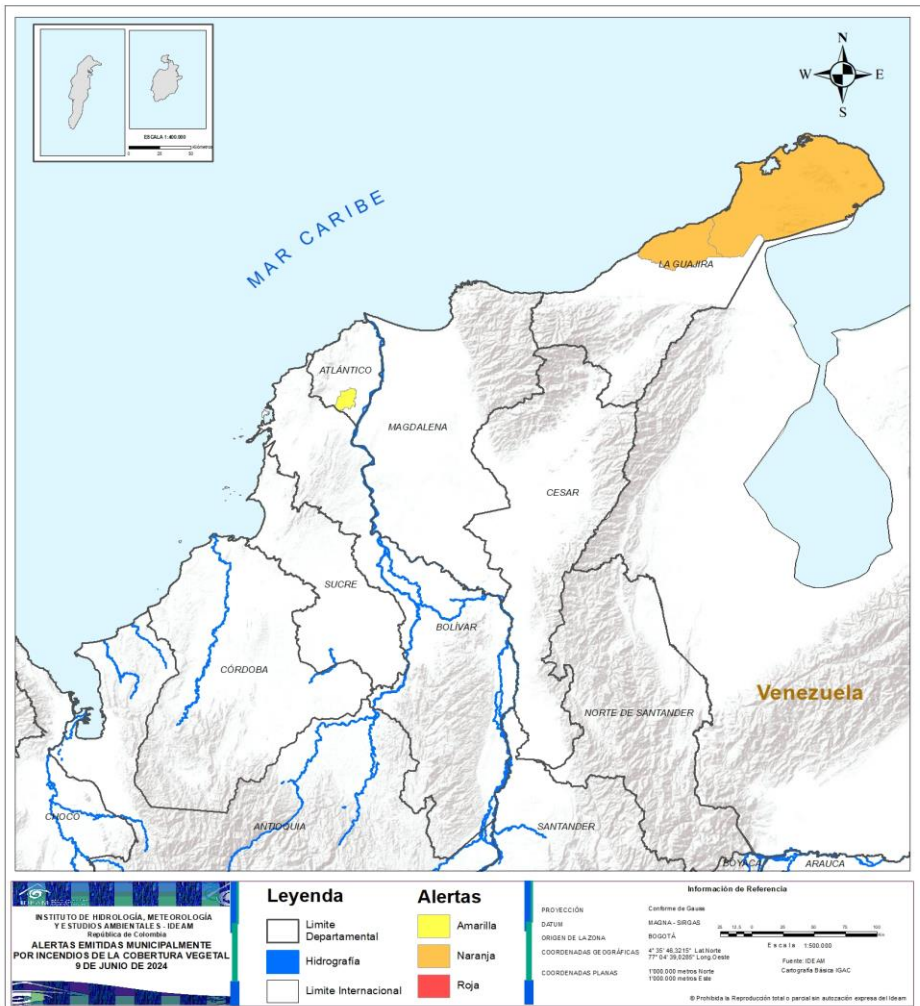 ESCALA 1:400.000
N
W
E
S
MAR CARIBE
LA GUAJIRA
ATLÁNTICO
MAGDALENA
CESAR
SUCRE
BOLÍVAR
CÓRDOBA
NORTE DE SANTANDER
Venezuela
CHOCO
ANTIOQUIA
SANTANDER
BOYACÁ
ARAUCA
IDEAM
INSTITUTO DE HIDROLOGÍA, METEOROLOGÍA
Y ESTUDIOS AMBIENTALES - IDEAM
República de Colombia
ALERTAS EMITIDAS MUNICIPALMENTE
POR INCENDIOS DE LA COBERTURA VEGETAL
9 DE JUNIO DE 2024
Leyenda
Limite
Departamental
Hidrografía
Limite Internacional
Alertas
Amarilla
Naranja
Roja
Información de Referencia
PROYECCIÓN Conforme de Gauss
DATUM MAGNA - SIRGAS
ORIGEN DE LA ZONA BOGOTÁ
COORDENADAS GEOGRÁFICAS 4° 35' 46,3215" Lat.Norte
77° 04' 39,0285" Long.Oeste
COORDENADAS PLANAS 1'000.000 metros Norte
1'000.000 metros Este
Escala 1:500.000
Fuente: IDEAM
Cartografía Básica IGAC
© Prohibida la Reproducción total o parcial sin autozación expresa del Ideam